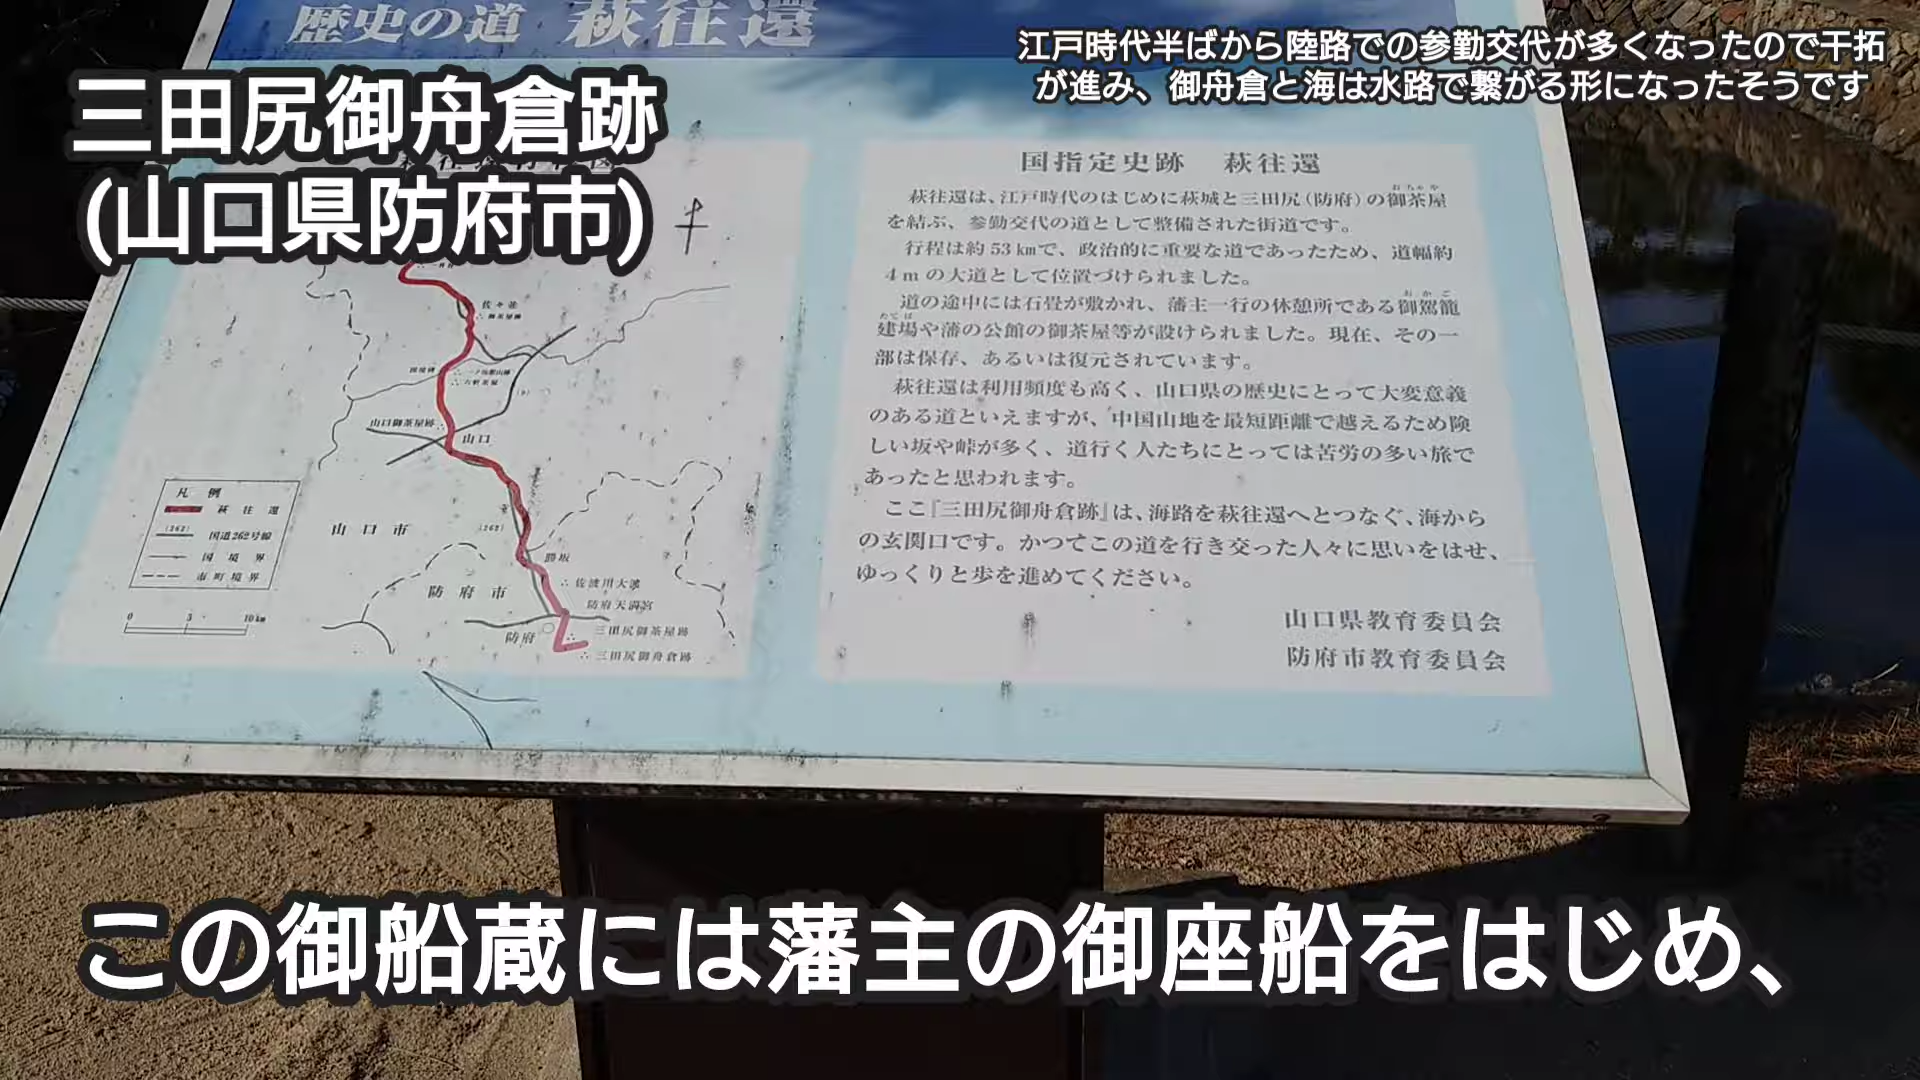 歴史の道 萩往還
江戸時代半ばから陸路での参勤交代が多くなったので干拓
が進み、御舟倉と海は水路で繋がる形になったそうです
三田尻御舟倉跡
(山口県防府市)
国指定史跡 萩往還
萩往還は、江戸時代のはじめに萩城と三田尻(防府)の御茶屋
を結ぶ、参勤交代の道として整備された街道です。
行程は約53㎞で、政治的に重要な道であったため、道幅約
4mの大道として位置づけられました。
道の途中には石畳が敷かれ、藩主一行の休憩所である御駕籠
建場や藩の公館の御茶屋等が設けられました。現在、その一
部は保存、あるいは復元されています。
萩往還は利用頻度も高く、山口県の歴史にとって大変意義
のある道といえますが、中国山地を最短距離で越えるため険
しい坂や峠が多く、道行く人たちにとっては苦労の多い旅で
あったと思われます。
ここ『三田尻御舟倉跡』は、海路を萩往還へとつなぐ、海から
の玄関口です。かつてこの道を行き交った人々に思いをはせ、
ゆっくりと歩を進めてください。
山口県教育委員会
防府市教育委員会
佐々並
御茶屋跡
山口御茶屋跡
山口
凡例
萩往還
(262) 国道262号線
国境界
市町境界
0 5 10km
山口市
(262)
勝坂
佐波川大渡
防府市
防府天満宮
防府
三田尻御茶屋跡
三田尻御舟倉跡
この御船蔵には藩主の御座船をはじめ、